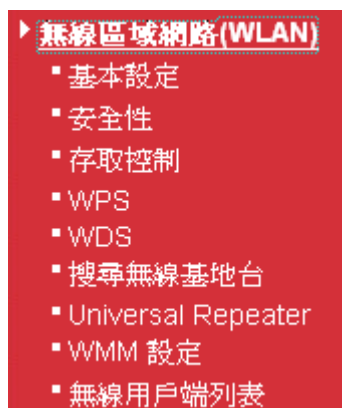 無線區域網路(WLAN)
基本設定
安全性
存取控制
WPS
WDS
搜尋無線基地台
Universal Repeater
WMM 設定
無線用戶端列表